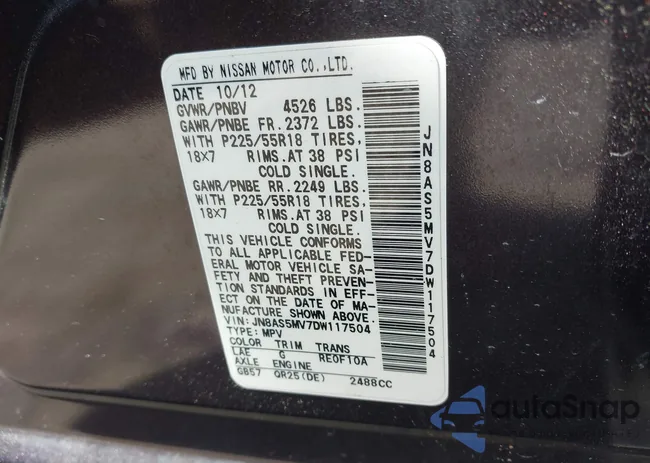 MFD BY NISSAN MOTOR CO.,LTD.
DATE 10/12
GVWR/PNBV 4526 LBS.
GAWR/PNBE FR. 2372 LBS.
WITH P225/55R18 TIRES,
18X7 RIMS.AT 38 PSI
COLD SINGLE.
GAWR/PNBE RR. 2249 LBS.
WITH P225/55R18 TIRES,
18X7 RIMS.AT 38 PSI
COLD SINGLE.
THIS VEHICLE CONFORMS
TO ALL APPLICABLE FED-
ERAL MOTOR VEHICLE SA-
FETY AND THEFT PREVEN-
TION STANDARDS IN EFF-
ECT ON THE DATE OF MA-
NUFACTURE SHOWN ABOVE.
VIN: JN8AS5MV7DW117504
TYPE: MPV
COLOR TRIM TRANS
LAE G RE0F10A
AXLE ENGINE
GB57 QR25(DE) 2488CC
JN8AS5MV7DW117504
autoSnap